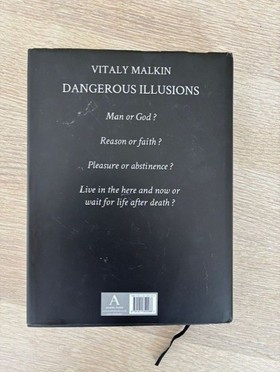 VITALY MALKIN
DANGEROUS ILLUSIONS
Man or God ?
Reason or faith ?
Pleasure or abstinence ?
Live in the here and now or
wait for life after death ?
A